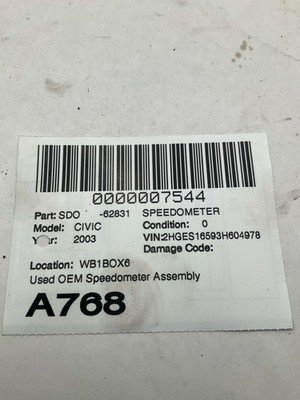 0000007544
Part: SDO -62831 SPEEDOMETER
Model: CIVIC Condition: 0
Year: 2003 VIN:2HGES16593H604978
Damage Code:
Location: WB1BOX6
Used OEM Speedometer Assembly
A768